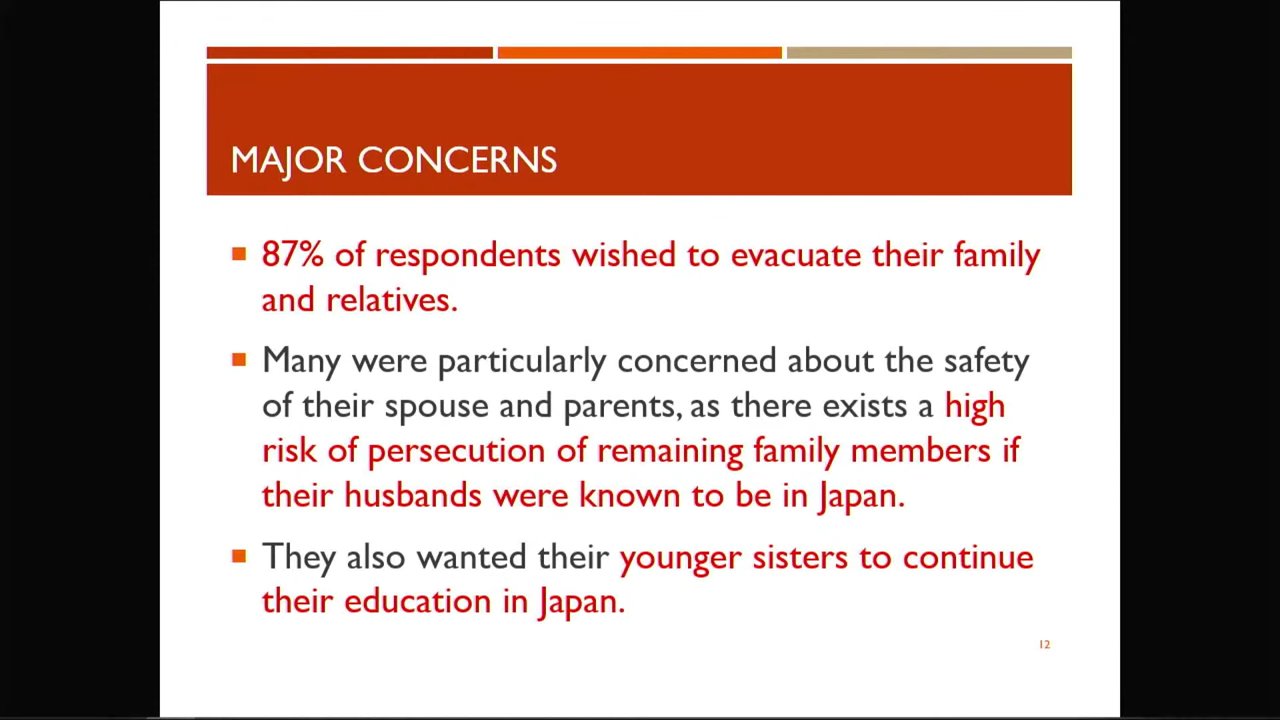 MAJOR CONCERNS
87% of respondents wished to evacuate their family
and relatives.
Many were particularly concerned about the safety
of their spouse and parents, as there exists a high
risk of persecution of remaining family members if
their husbands were known to be in Japan.
They also wanted their younger sisters to continue
their education in Japan.
12